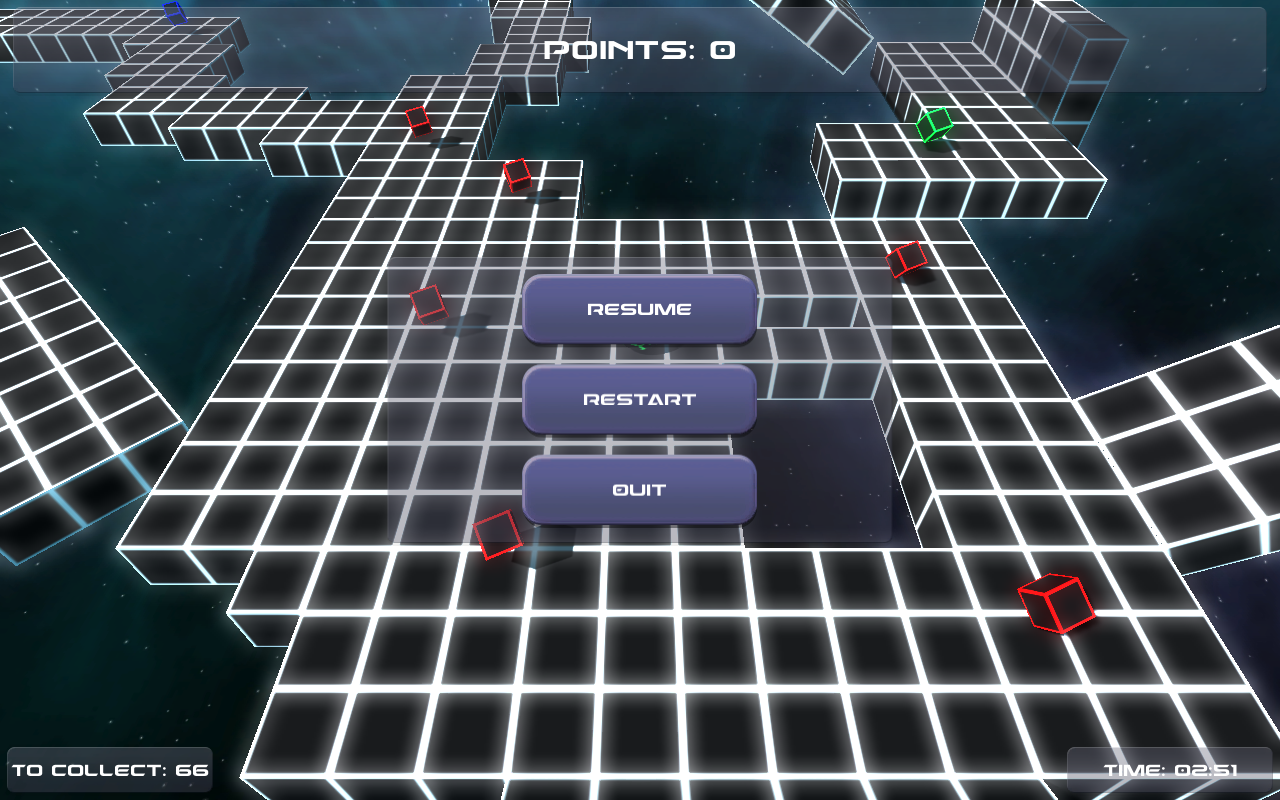 POINTS: 0
RESUME
RESTART
QUIT
TO COLLECT: 66
TIME: 02:51